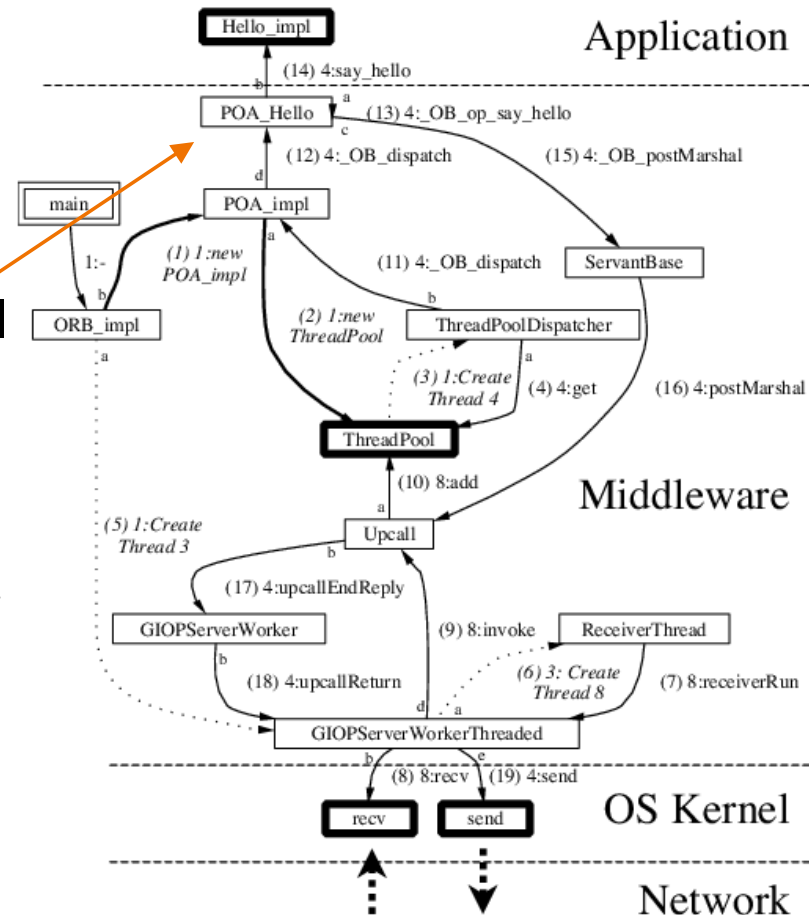 Hello_impl
Application
(14) 4:say_hello
b
a
POA_Hello
(13) 4:_OB_op_say_hello
c
(12) 4:_OB_dispatch
(15) 4:_OB_postMarshal
d
main
POA_impl
a
(1) 1:new
POA_impl
1:-
(11) 4:_OB_dispatch
ServantBase
b
b
ORB_impl
(2) 1:new
ThreadPool
ThreadPoolDispatcher
a
a
(3) 1:Create
Thread 4
(4) 4:get
(16) 4:postMarshal
ThreadPool
(10) 8:add
Middleware
a
(5) 1:Create
Thread 3
Upcall
b
(17) 4:upcallEndReply
GIOPServerWorker
(9) 8:invoke
ReceiverThread
b
(18) 4:upcallReturn
(6) 3: Create
Thread 8
(7) 8:receiverRun
d
a
GIOPServerWorkerThreaded
b
e
(8) 8:recv
(19) 4:send
recv
send
OS Kernel
Network